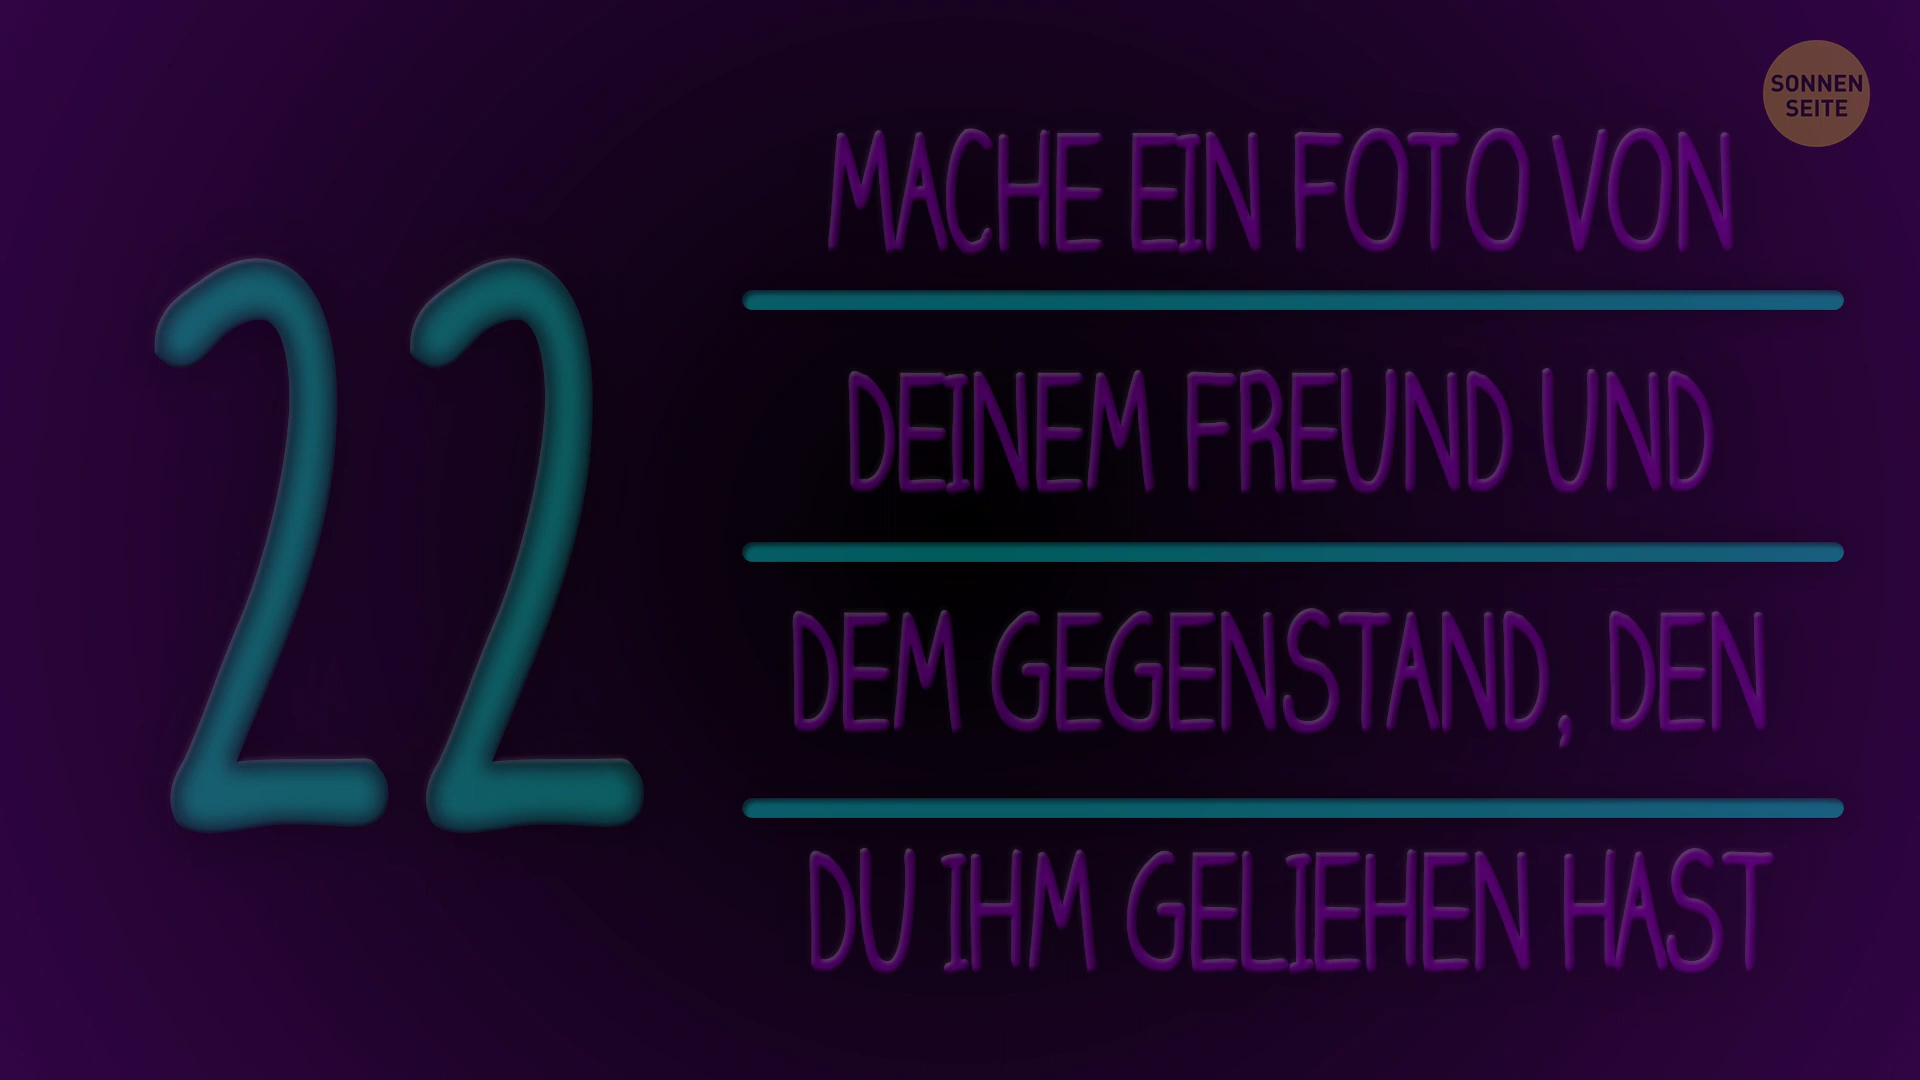 SONNEN
SEITE
22
MACHE EIN FOTO VON
DEINEM FREUND UND
DEM GEGENSTAND, DEN
DU IHM GELIEHEN HAST